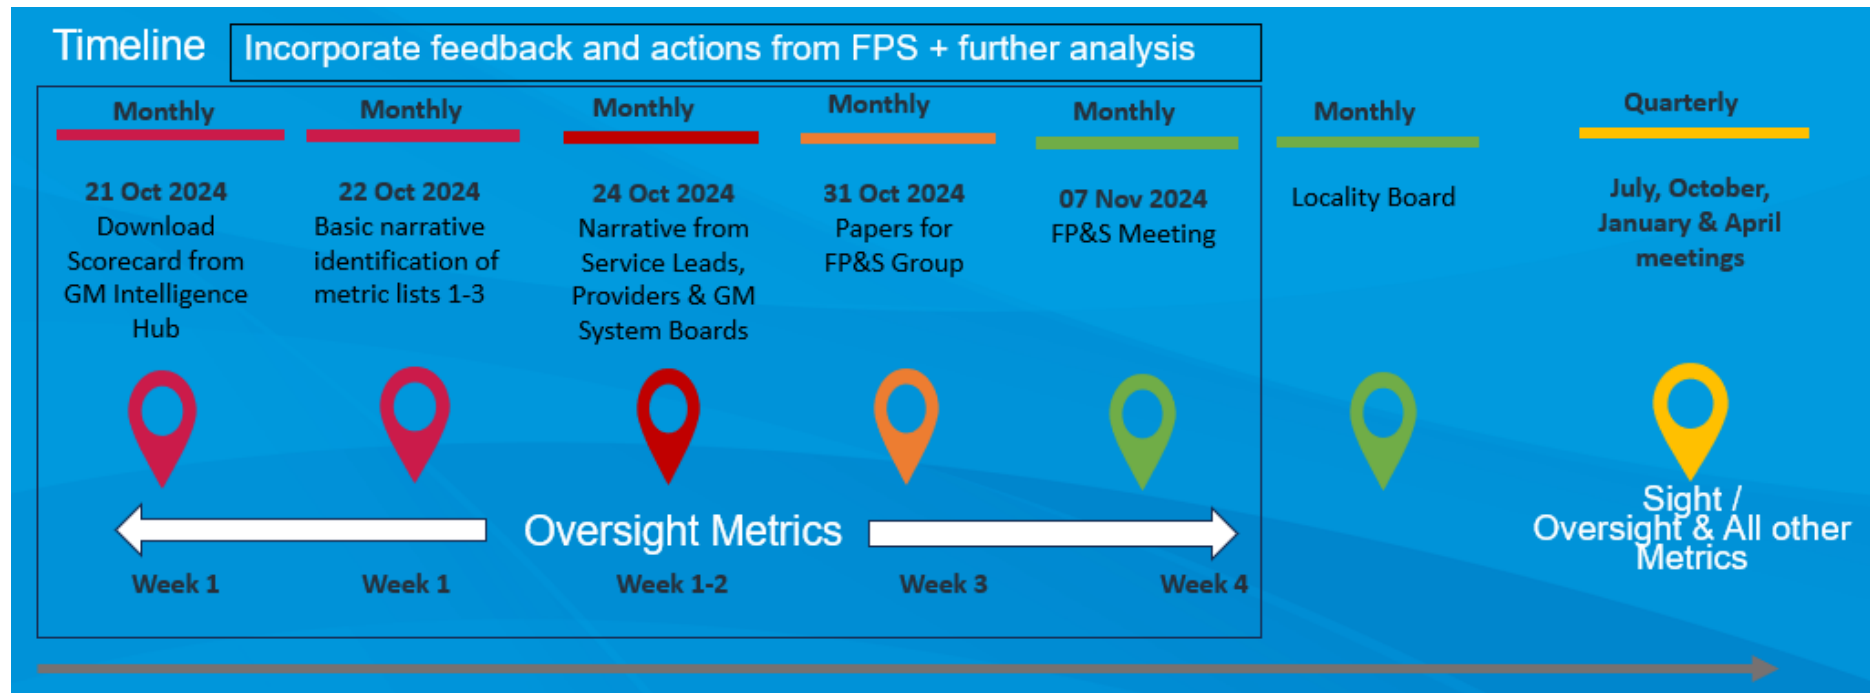 Timeline
Incorporate feedback and actions from FPS + further analysis
Monthly
21 Oct 2024
Download
Scorecard from
GM Intelligence
Hub
Week 1
Monthly
22 Oct 2024
Basic narrative
identification of
metric lists 1-3
Week 1
Monthly
24 Oct 2024
Narrative from
Service Leads,
Providers & GM
System Boards
Week 1-2
Monthly
31 Oct 2024
Papers for
FP&S Group
Week 3
Monthly
07 Nov 2024
FP&S Meeting
Week 4
Oversight Metrics
Monthly
Locality Board
Quarterly
July, October,
January & April
meetings
Sight /
Oversight & All other
Metrics